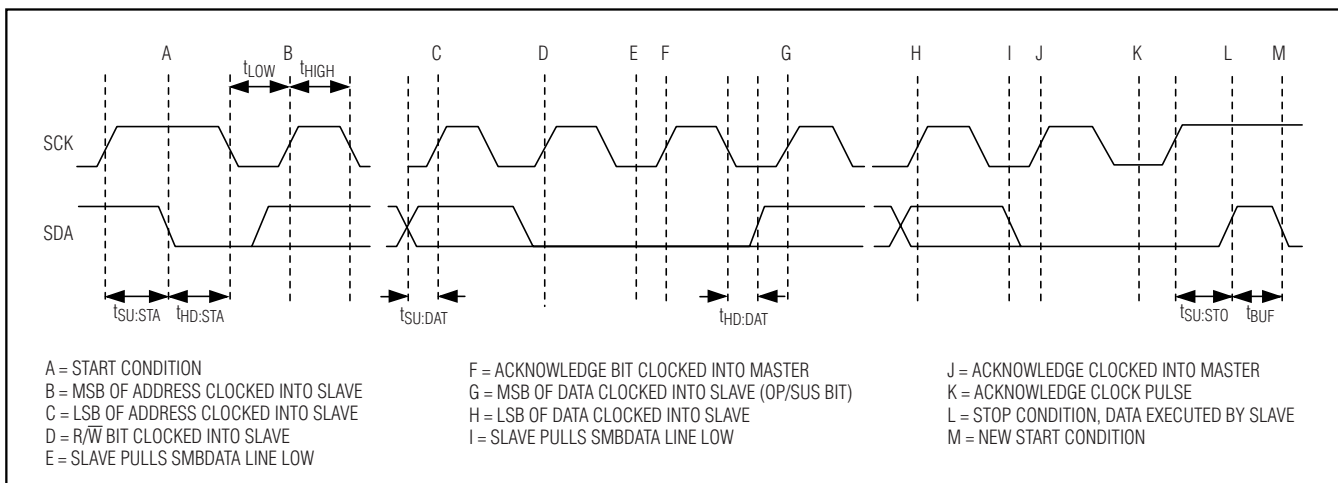 A B C D E F G H I J K L M
tLOW tHIGH
SCK
SDA
tSU:STA tHD:STA tSU:DAT tHD:DAT tSU:STO tBUF
A = START CONDITION
B = MSB OF ADDRESS CLOCKED INTO SLAVE
C = LSB OF ADDRESS CLOCKED INTO SLAVE
D = R/W̅ BIT CLOCKED INTO SLAVE
E = SLAVE PULLS SMBDATA LINE LOW
F = ACKNOWLEDGE BIT CLOCKED INTO MASTER
G = MSB OF DATA CLOCKED INTO SLAVE (OP/SUS BIT)
H = LSB OF DATA CLOCKED INTO SLAVE
I = SLAVE PULLS SMBDATA LINE LOW
J = ACKNOWLEDGE CLOCKED INTO MASTER
K = ACKNOWLEDGE CLOCK PULSE
L = STOP CONDITION, DATA EXECUTED BY SLAVE
M = NEW START CONDITION